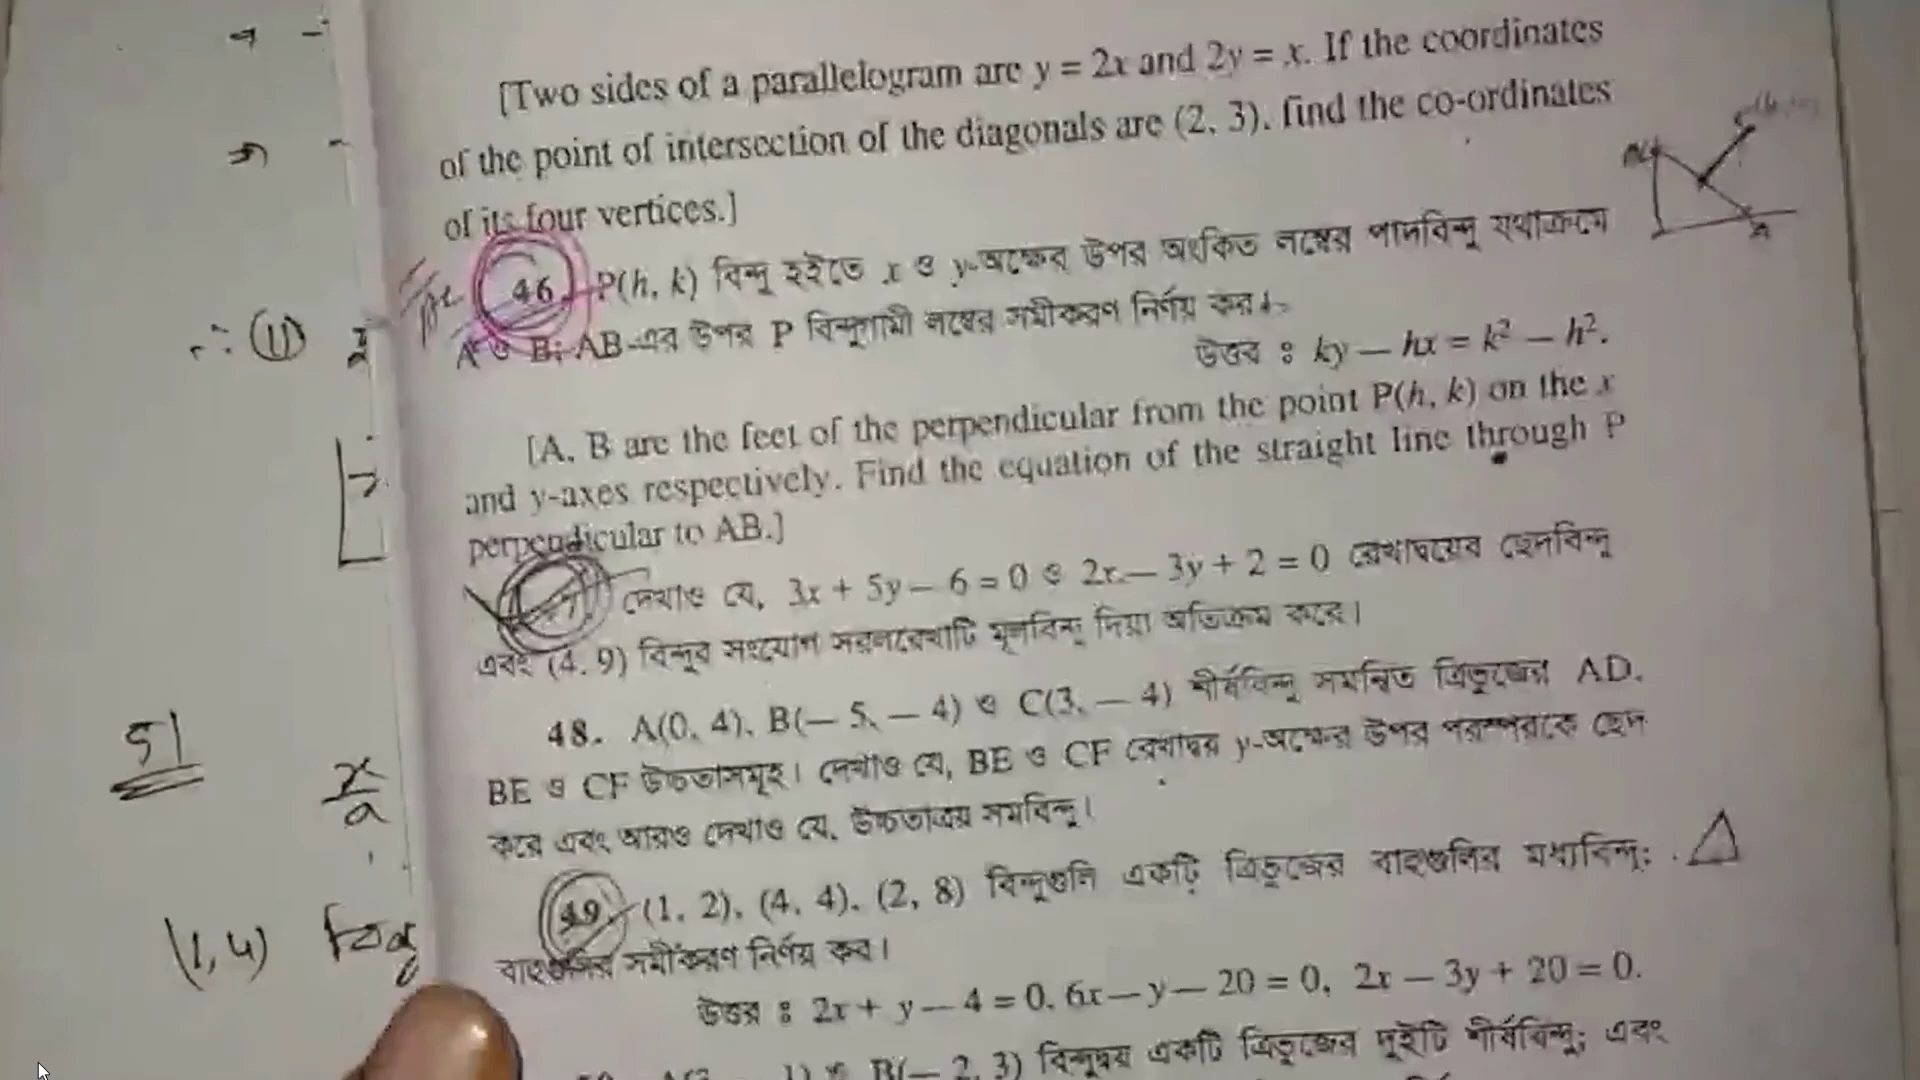 [Two sides of a parallelogram are y = 2x and 2y = x. If the coordinates
of the point of intersection of the diagonals are (2, 3), find the co-ordinates
of its four vertices.]
46. P(h, k) বিন্দু হইতে x ও y-অক্ষের উপর অংকিত লম্বের পাদবিন্দু যথাক্রমে
A ও B; AB-এর উপর P বিন্দুগামী লম্বের সমীকরণ নির্ণয় কর।
উত্তর : ky — hx = k² — h².
[A, B are the feet of the perpendicular from the point P(h, k) on the x
and y-axes respectively. Find the equation of the straight line through P
perpendicular to AB.]
দেখাও যে, 3x + 5y — 6 = 0 ও 2x — 3y + 2 = 0 রেখাদ্বয়ের ছেদবিন্দু
এবং (4, 9) বিন্দুর সংযোগ সরলরেখাটি মূলবিন্দু দিয়া অতিক্রম করে।
48. A(0, 4), B(— 5, — 4) ও C(3, — 4) শীর্ষবিন্দু সমন্বিত ত্রিভুজের AD,
BE ও CF উচ্চতাসমূহ। দেখাও যে, BE ও CF রেখাদ্বয় y-অক্ষের উপর পরস্পরকে ছেদ
করে এবং আরও দেখাও যে, উচ্চতাত্রয় সমবিন্দু।
49. (1, 2), (4, 4), (2, 8) বিন্দুগুলি একটি ত্রিভুজের বাহুগুলির মধ্যবিন্দু;
বাহুগুলির সমীকরণ নির্ণয় কর।
উত্তর : 2x + y — 4 = 0, 6x — y — 20 = 0, 2x — 3y + 20 = 0.
B(— 2, 3) বিন্দুদ্বয় একটি ত্রিভুজের দুইটি শীর্ষবিন্দু; এবং
∴ (11)
51
x/a
(1, 4)